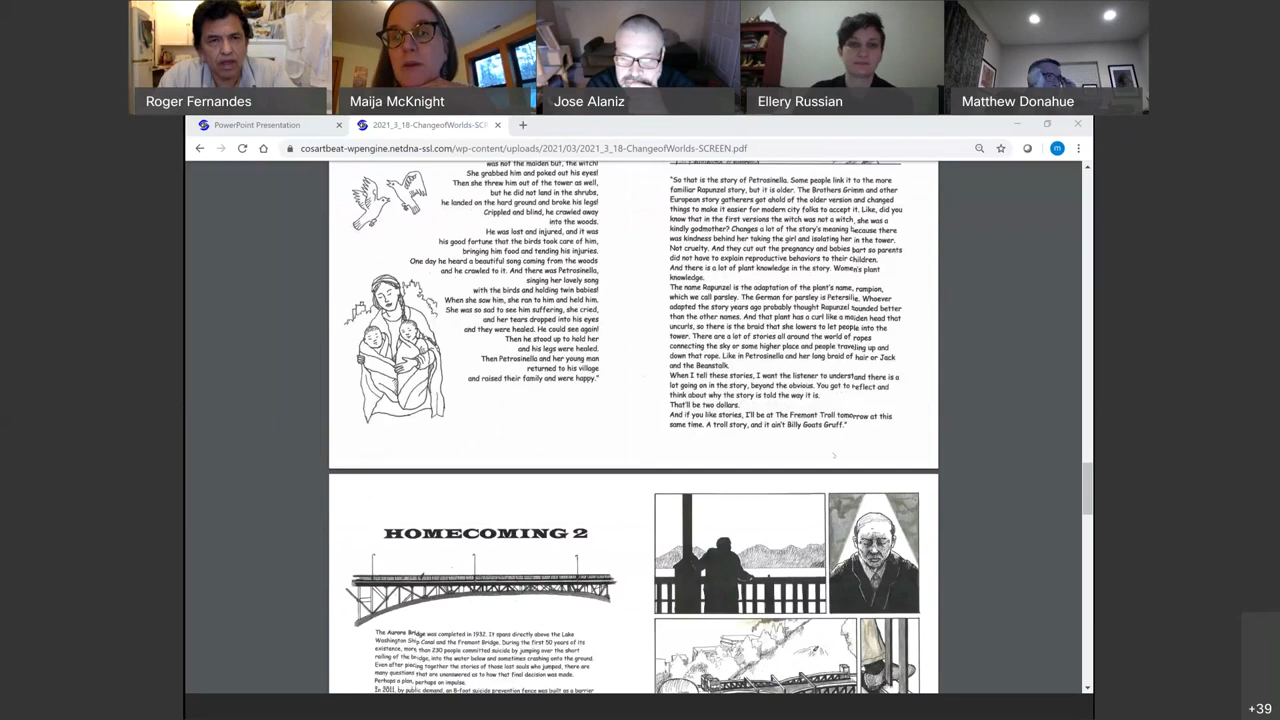 Roger Fernandes
Maija McKnight
Jose Alaniz
Ellery Russian
Matthew Donahue
PowerPoint Presentation
2021_3_18-ChangeofWorlds-SCR
cosartbeat-wpengine.netdna-ssl.com/wp-content/uploads/2021/03/2021_3_18-ChangeofWorlds-SCREEN.pdf
was not the maiden but, the witch!
She grabbed him and poked out his eyes!
Then she threw him out of the tower as well,
but he did not land in the shrubs,
he landed on the hard ground and broke his legs!
Crippled and blind, he crawled away
into the woods.
He was lost and injured, and it was
his good fortune that the birds took care of him,
bringing him food and tending his injuries.
One day he heard a beautiful song coming from the woods
and he crawled to it. And there was Petrosinella,
singing her lovely song
with the birds and holding twin babies!
When she saw him, she ran to him and held him.
She was so sad to see him suffering, she cried,
and her tears dropped into his eyes
and they were healed. He could see again!
Then he stood up to hold her
and his legs were healed.
Then Petrosinella and her young man
returned to his village
and raised their family and were happy."
"So that is the story of Petrosinella. Some people link it to the more
familiar Rapunzel story, but it is older. The Brothers Grimm and other
European story gatherers got ahold of the older version and changed
things to make it easier for modern city folks to accept it. Like, did you
know that in the first versions the witch was not a witch, she was a
kindly godmother? Changes a lot of the story's meaning because there
was kindness behind her taking the girl and isolating her in the tower.
Not cruelty. And they cut out the pregnancy and babies part so parents
did not have to explain reproductive behaviors to their children.
And there is a lot of plant knowledge in the story. Women's plant
knowledge.
The name Rapunzel is the adaptation of the plant's name, rampion,
which we call parsley. The German for parsley is Petersilie. Whoever
adapted the story years ago probably thought Rapunzel sounded better
than the other names. And that plant has a curl like a maiden head that
uncurls, so there is the braid that she lowers to let people into the
tower. There are a lot of stories all around the world of ropes
connecting the sky or some higher place and people traveling up and
down that rope. Like in Petrosinella and her long braid of hair or Jack
and the Beanstalk.
When I tell these stories, I want the listener to understand there is a
lot going on in the story, beyond the obvious. You got to reflect and
think about why the story is told the way it is.
That'll be two dollars.
And if you like stories, I'll be at The Fremont Troll tomorrow at this
same time. A troll story, and it ain't Billy Goats Gruff."
HOMECOMING 2
The Aurora Bridge was completed in 1932. It spans directly above the Lake
Washington Ship Canal and the Fremont Bridge. During the first 50 years of its
existence, more than 230 people committed suicide by jumping over the short
railing of the bridge, into the water below and sometimes crashing onto the ground.
Even after piecing together the stories of those lost souls who jumped, there are
many questions that are unanswered as to how that final decision was made.
Perhaps a plan, perhaps on impulse.
In 2011, by public demand, an 8-foot suicide prevention fence was built as a barrier
+39